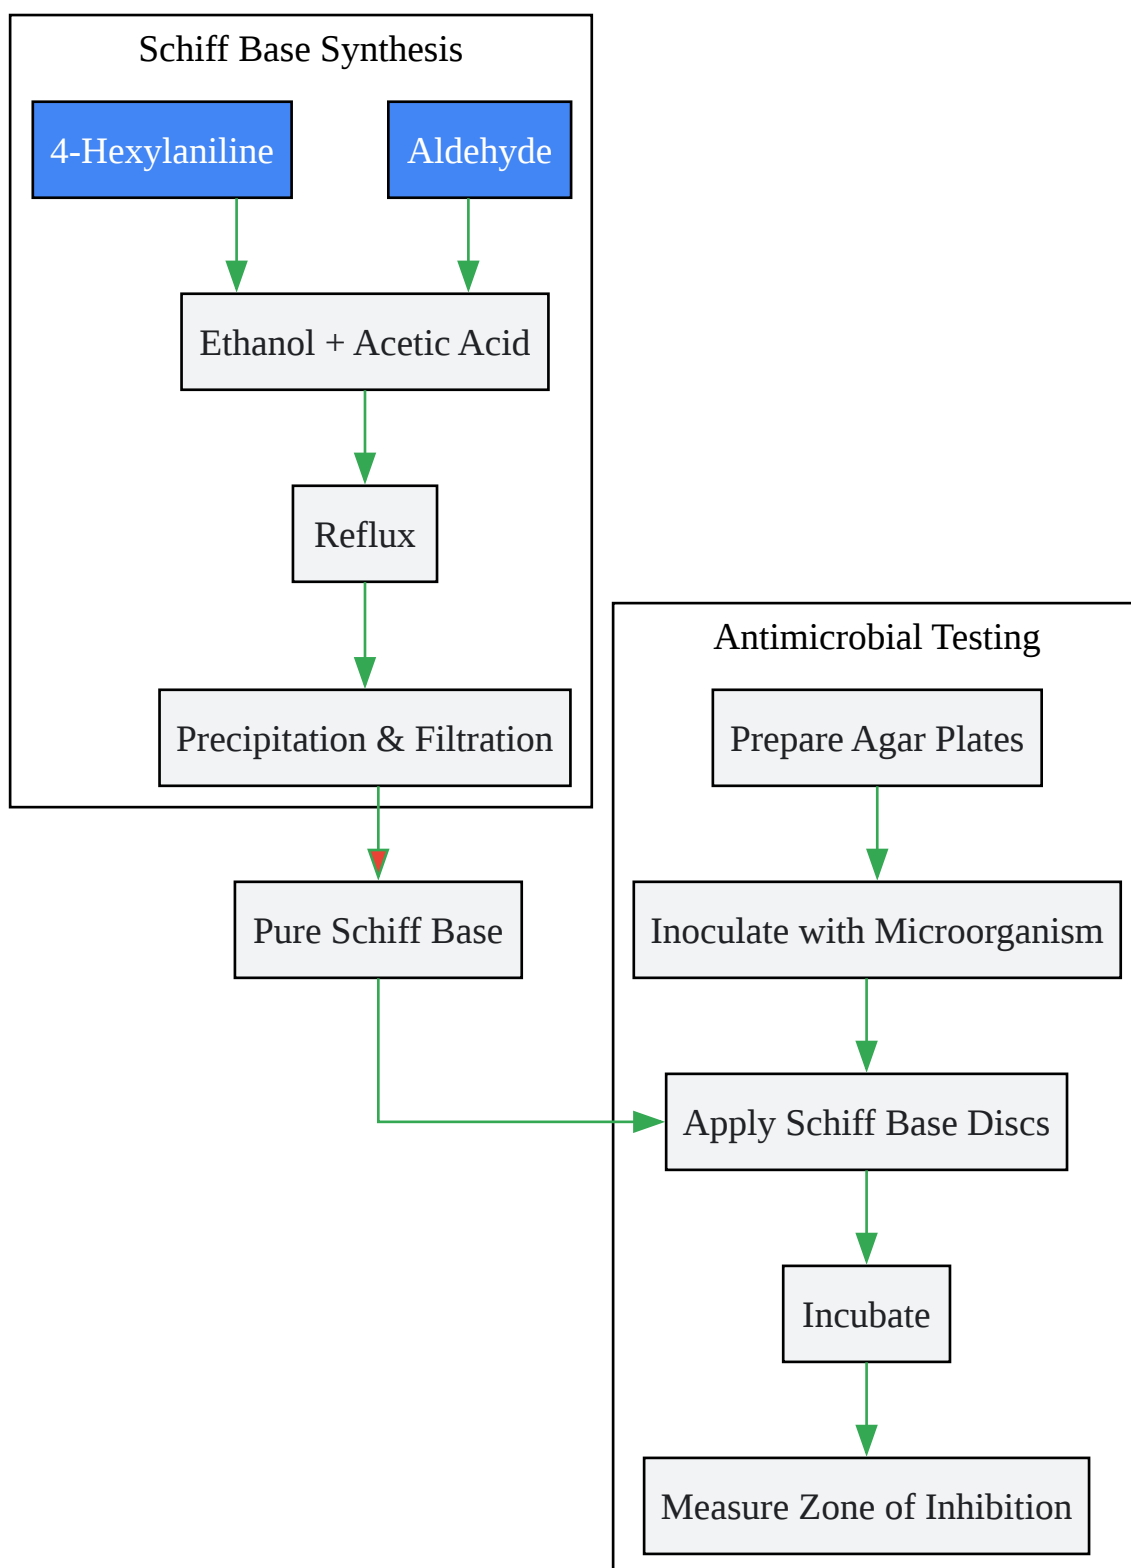 Schiff Base Synthesis
4-Hexylaniline
Aldehyde
Ethanol + Acetic Acid
Reflux
Precipitation & Filtration
Pure Schiff Base
Antimicrobial Testing
Prepare Agar Plates
Inoculate with Microorganism
Apply Schiff Base Discs
Incubate
Measure Zone of Inhibition